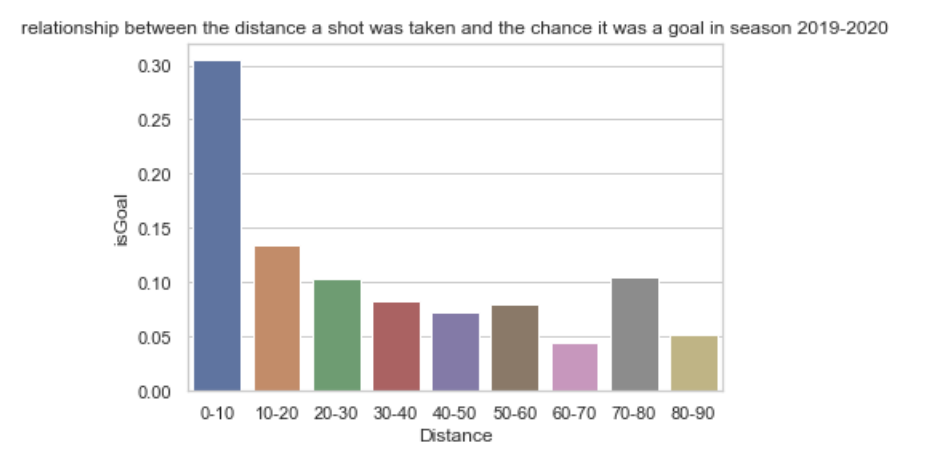 relationship between the distance a shot was taken and the chance it was a goal in season 2019-2020
0.30
0.25
0.20
0.15
0.10
0.05
0.00
isGoal
0-10 10-20 20-30 30-40 40-50 50-60 60-70 70-80 80-90
Distance